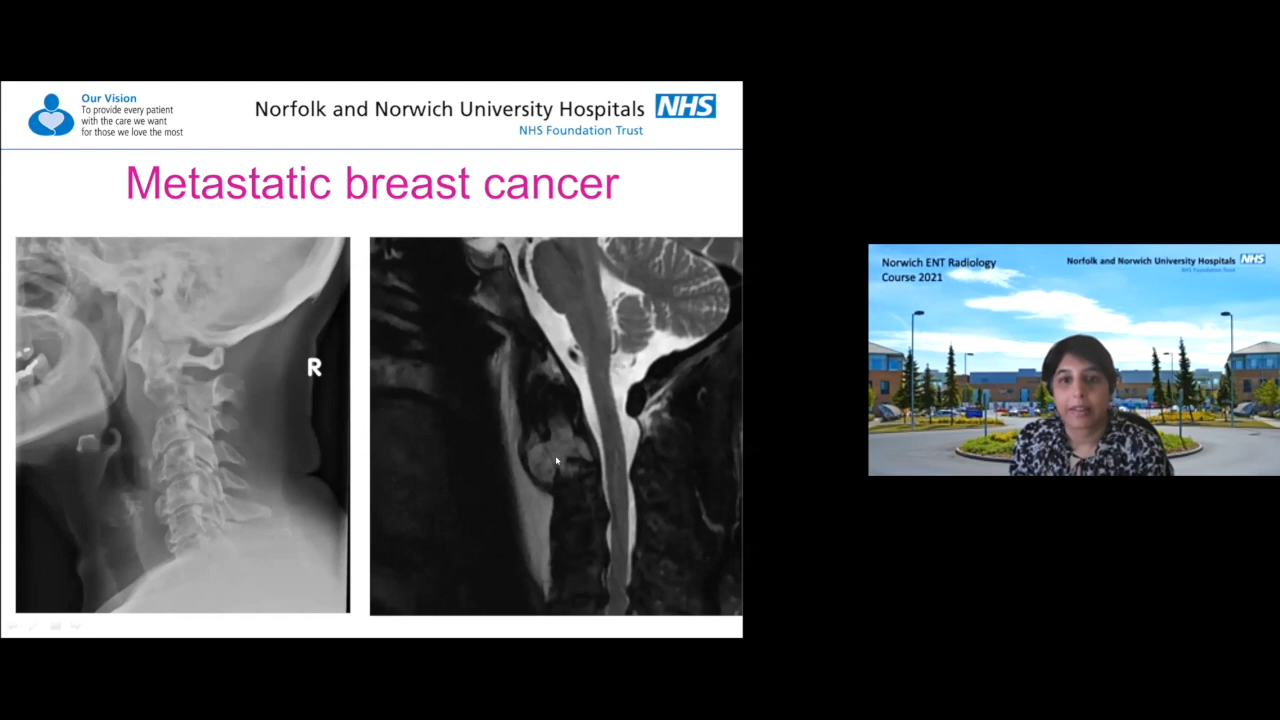 Our Vision
To provide every patient
with the care we want
for those we love the most
Norfolk and Norwich University Hospitals NHS
NHS Foundation Trust
Metastatic breast cancer
R
Norwich ENT Radiology
Course 2021
Norfolk and Norwich University Hospitals NHS
NHS Foundation Trust